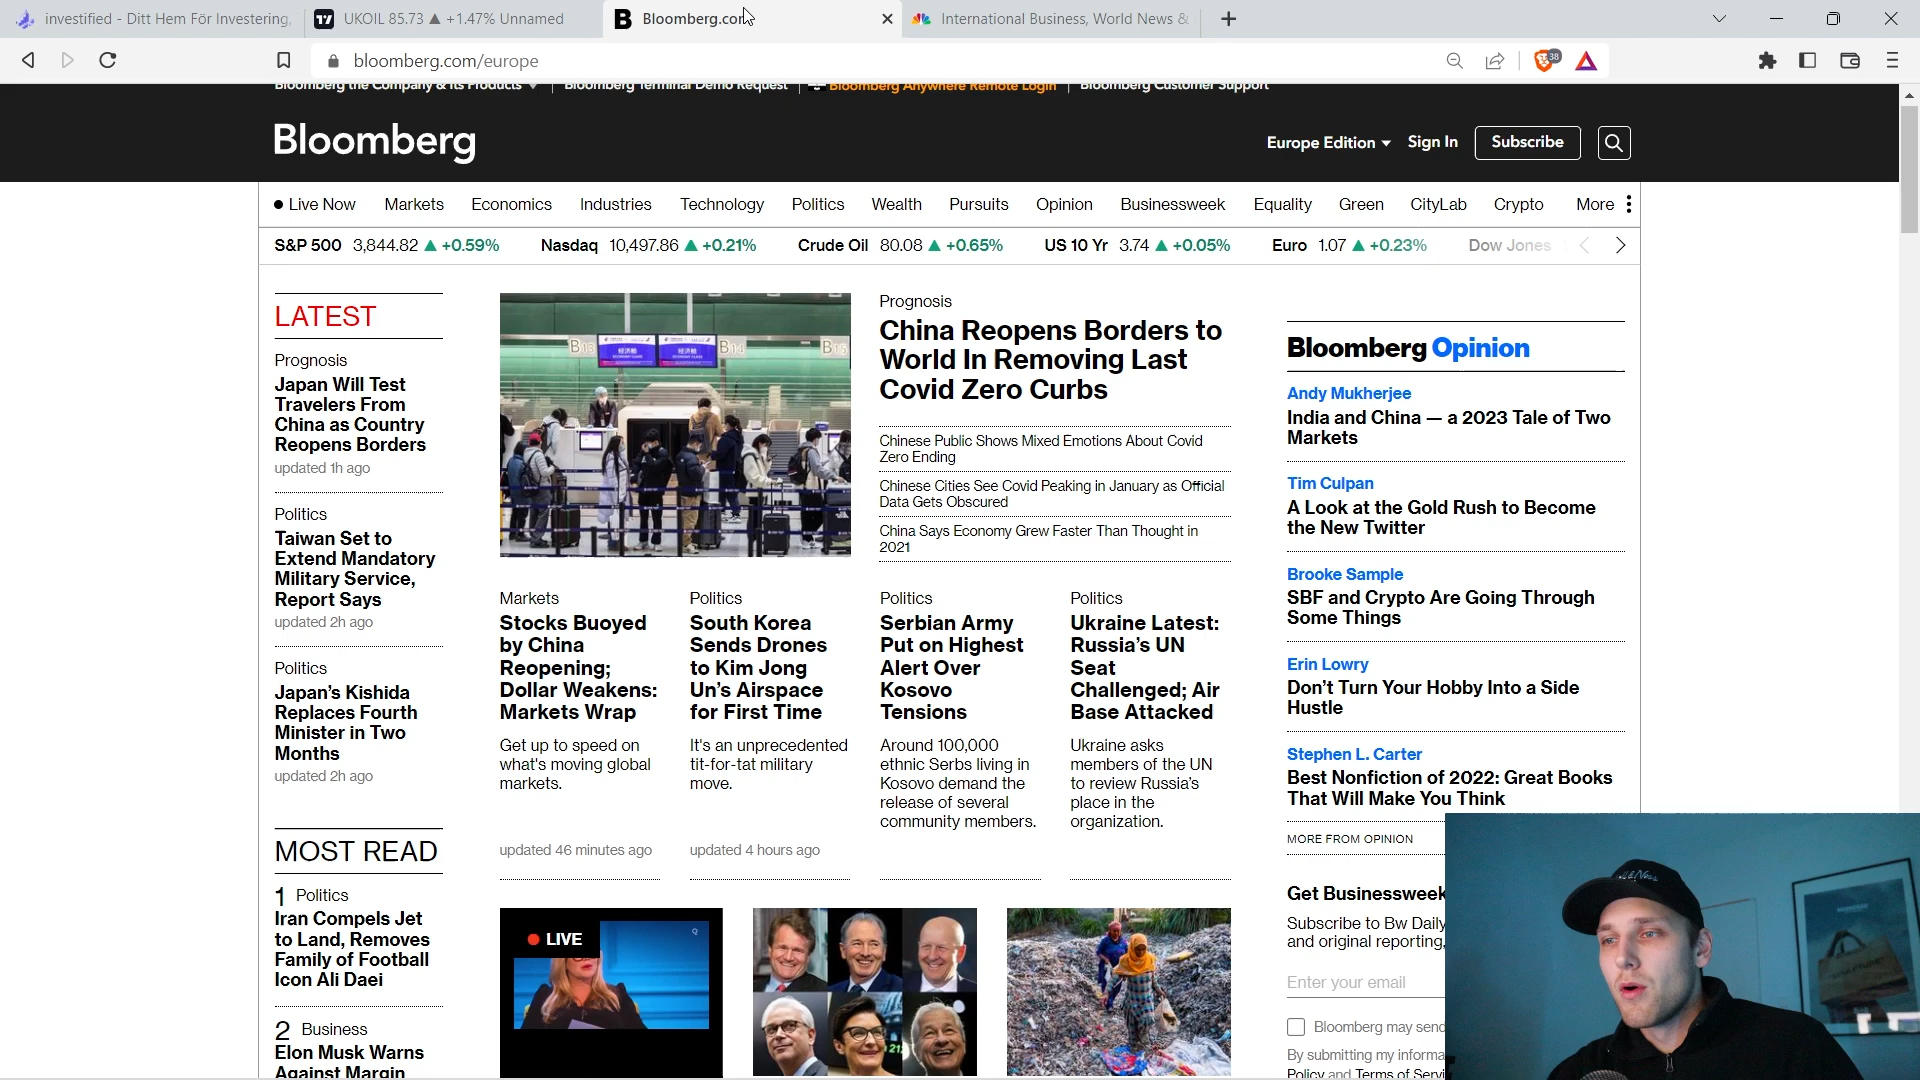 investified - Ditt Hem För Investering,
UKOIL 85.73 ▲ +1.47% Unnamed
Bloomberg.com
International Business, World News &
bloomberg.com/europe
38
Bloomberg the Company & Its Products
Bloomberg Terminal Demo Request
Bloomberg Anywhere Remote Login
Bloomberg Customer Support
Bloomberg
Europe Edition
Sign In
Subscribe
Live Now
Markets
Economics
Industries
Technology
Politics
Wealth
Pursuits
Opinion
Businessweek
Equality
Green
CityLab
Crypto
More
S&P 500 3,844.82 ▲ +0.59%
Nasdaq 10,497.86 ▲ +0.21%
Crude Oil 80.08 ▲ +0.65%
US 10 Yr 3.74 ▲ +0.05%
Euro 1.07 ▲ +0.23%
Dow Jones
LATEST
Prognosis
Japan Will Test
Travelers From
China as Country
Reopens Borders
updated 1h ago
Politics
Taiwan Set to
Extend Mandatory
Military Service,
Report Says
updated 2h ago
Politics
Japan's Kishida
Replaces Fourth
Minister in Two
Months
updated 2h ago
MOST READ
1 Politics
Iran Compels Jet
to Land, Removes
Family of Football
Icon Ali Daei
2 Business
Elon Musk Warns
Against Margin
B13
经济舱
经济舱
B14
B15
Prognosis
China Reopens Borders to
World In Removing Last
Covid Zero Curbs
Chinese Public Shows Mixed Emotions About Covid
Zero Ending
Chinese Cities See Covid Peaking in January as Official
Data Gets Obscured
China Says Economy Grew Faster Than Thought in
2021
Markets
Stocks Buoyed
by China
Reopening;
Dollar Weakens:
Markets Wrap
Get up to speed on
what's moving global
markets.
updated 46 minutes ago
Politics
South Korea
Sends Drones
to Kim Jong
Un's Airspace
for First Time
It's an unprecedented
tit-for-tat military
move.
updated 4 hours ago
Politics
Serbian Army
Put on Highest
Alert Over
Kosovo
Tensions
Around 100,000
ethnic Serbs living in
Kosovo demand the
release of several
community members.
Politics
Ukraine Latest:
Russia's UN
Seat
Challenged; Air
Base Attacked
Ukraine asks
members of the UN
to review Russia's
place in the
organization.
LIVE
Bloomberg Opinion
Andy Mukherjee
India and China — a 2023 Tale of Two
Markets
Tim Culpan
A Look at the Gold Rush to Become
the New Twitter
Brooke Sample
SBF and Crypto Are Going Through
Some Things
Erin Lowry
Don't Turn Your Hobby Into a Side
Hustle
Stephen L. Carter
Best Nonfiction of 2022: Great Books
That Will Make You Think
MORE FROM OPINION
Get Businessweek
Subscribe to Bw Daily
and original reporting,
Enter your email
Bloomberg may send
By submitting my informa
Policy and Terms of Servi